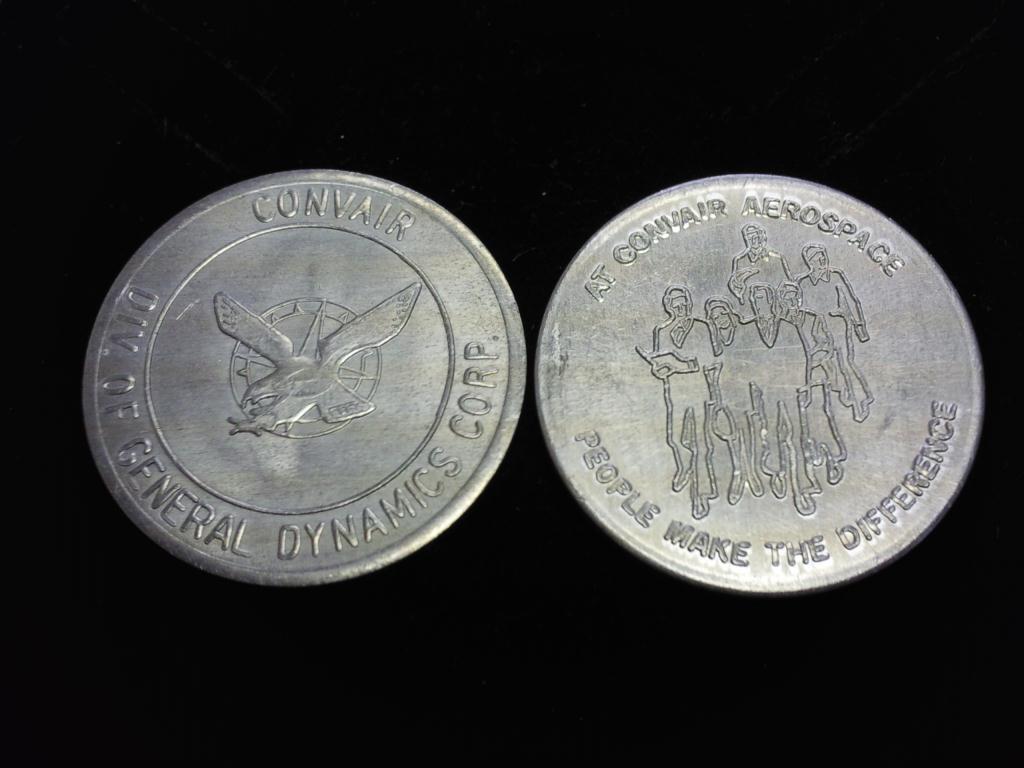 CONVAIR
DIV. OF GENERAL DYNAMICS CORP.
AT CONVAIR AEROSPACE
PEOPLE MAKE THE DIFFERENCE